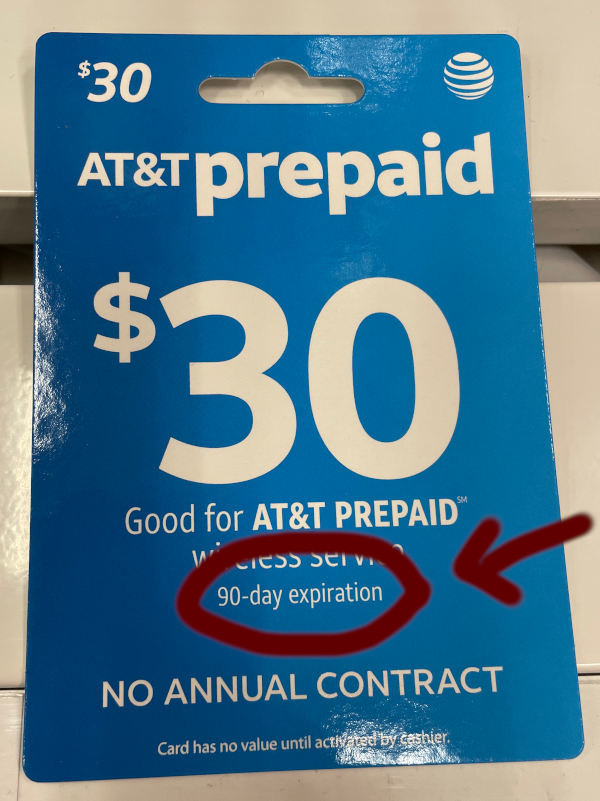 $30
AT&T prepaid
$30
Good for AT&T PREPAID℠
wireless service
90-day expiration
NO ANNUAL CONTRACT
Card has no value until activated by cashier.